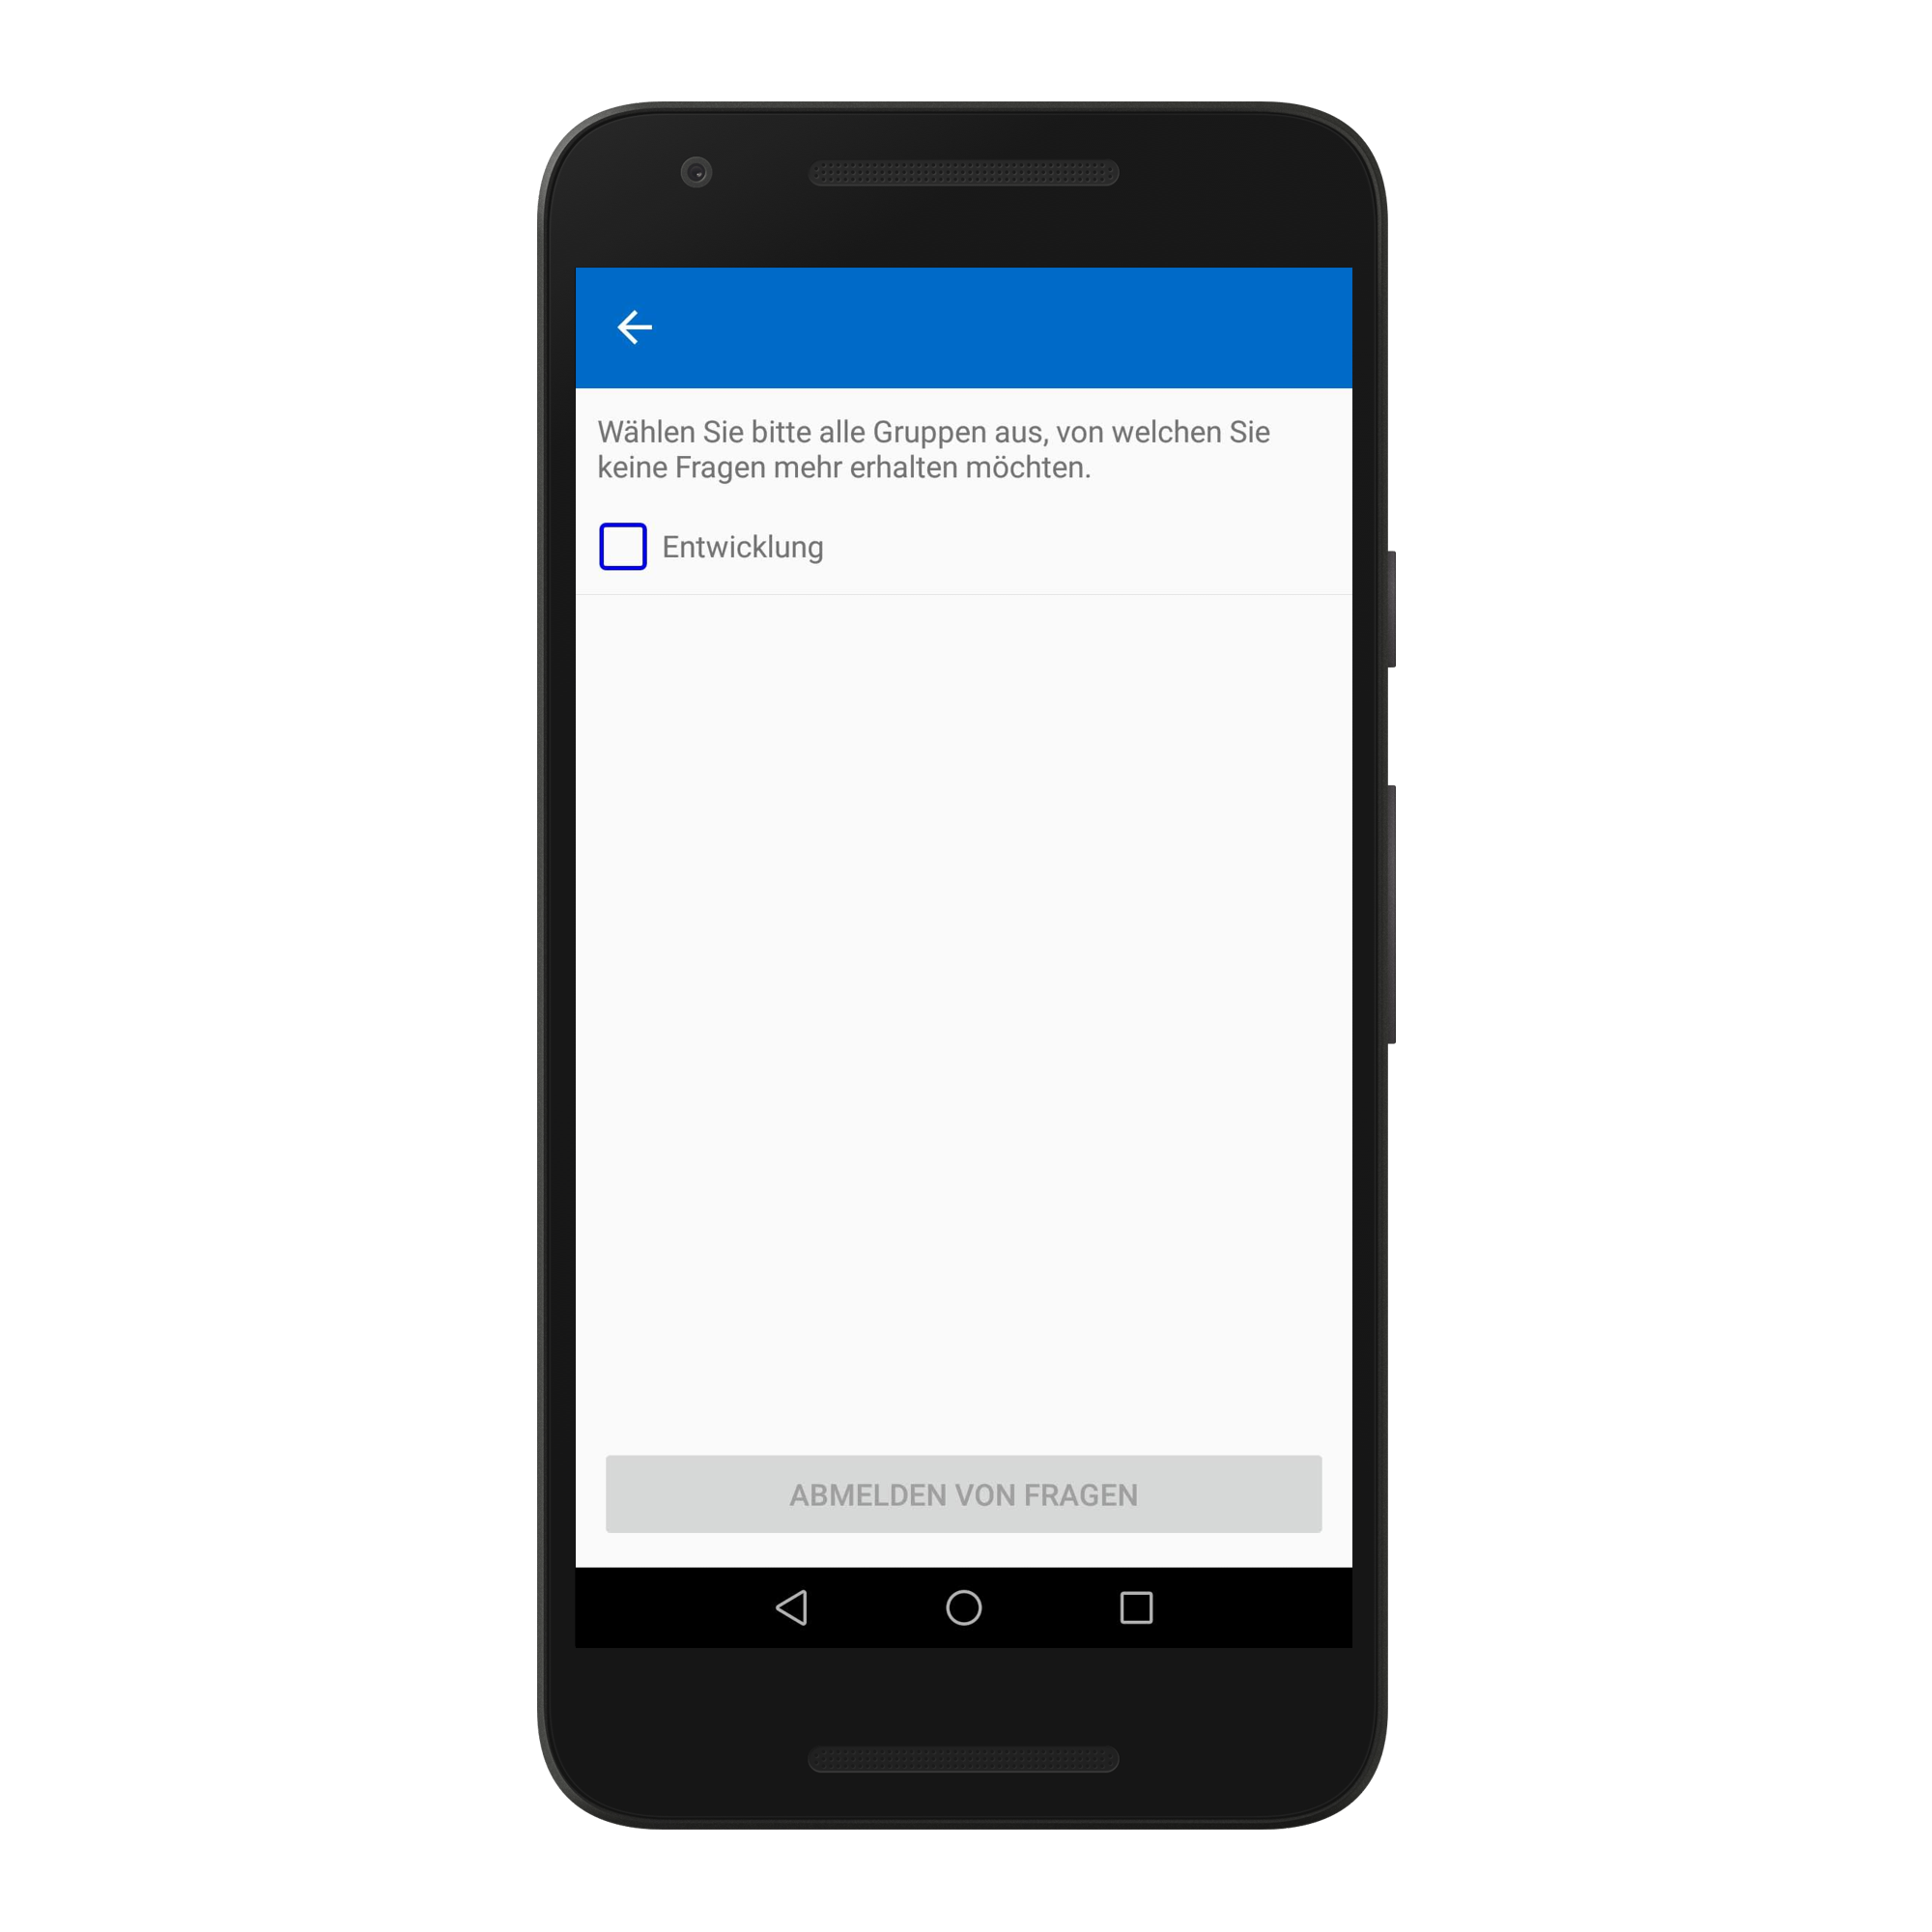 Wählen Sie bitte alle Gruppen aus, von welchen Sie
keine Fragen mehr erhalten möchten.
Entwicklung
ABMELDEN VON FRAGEN